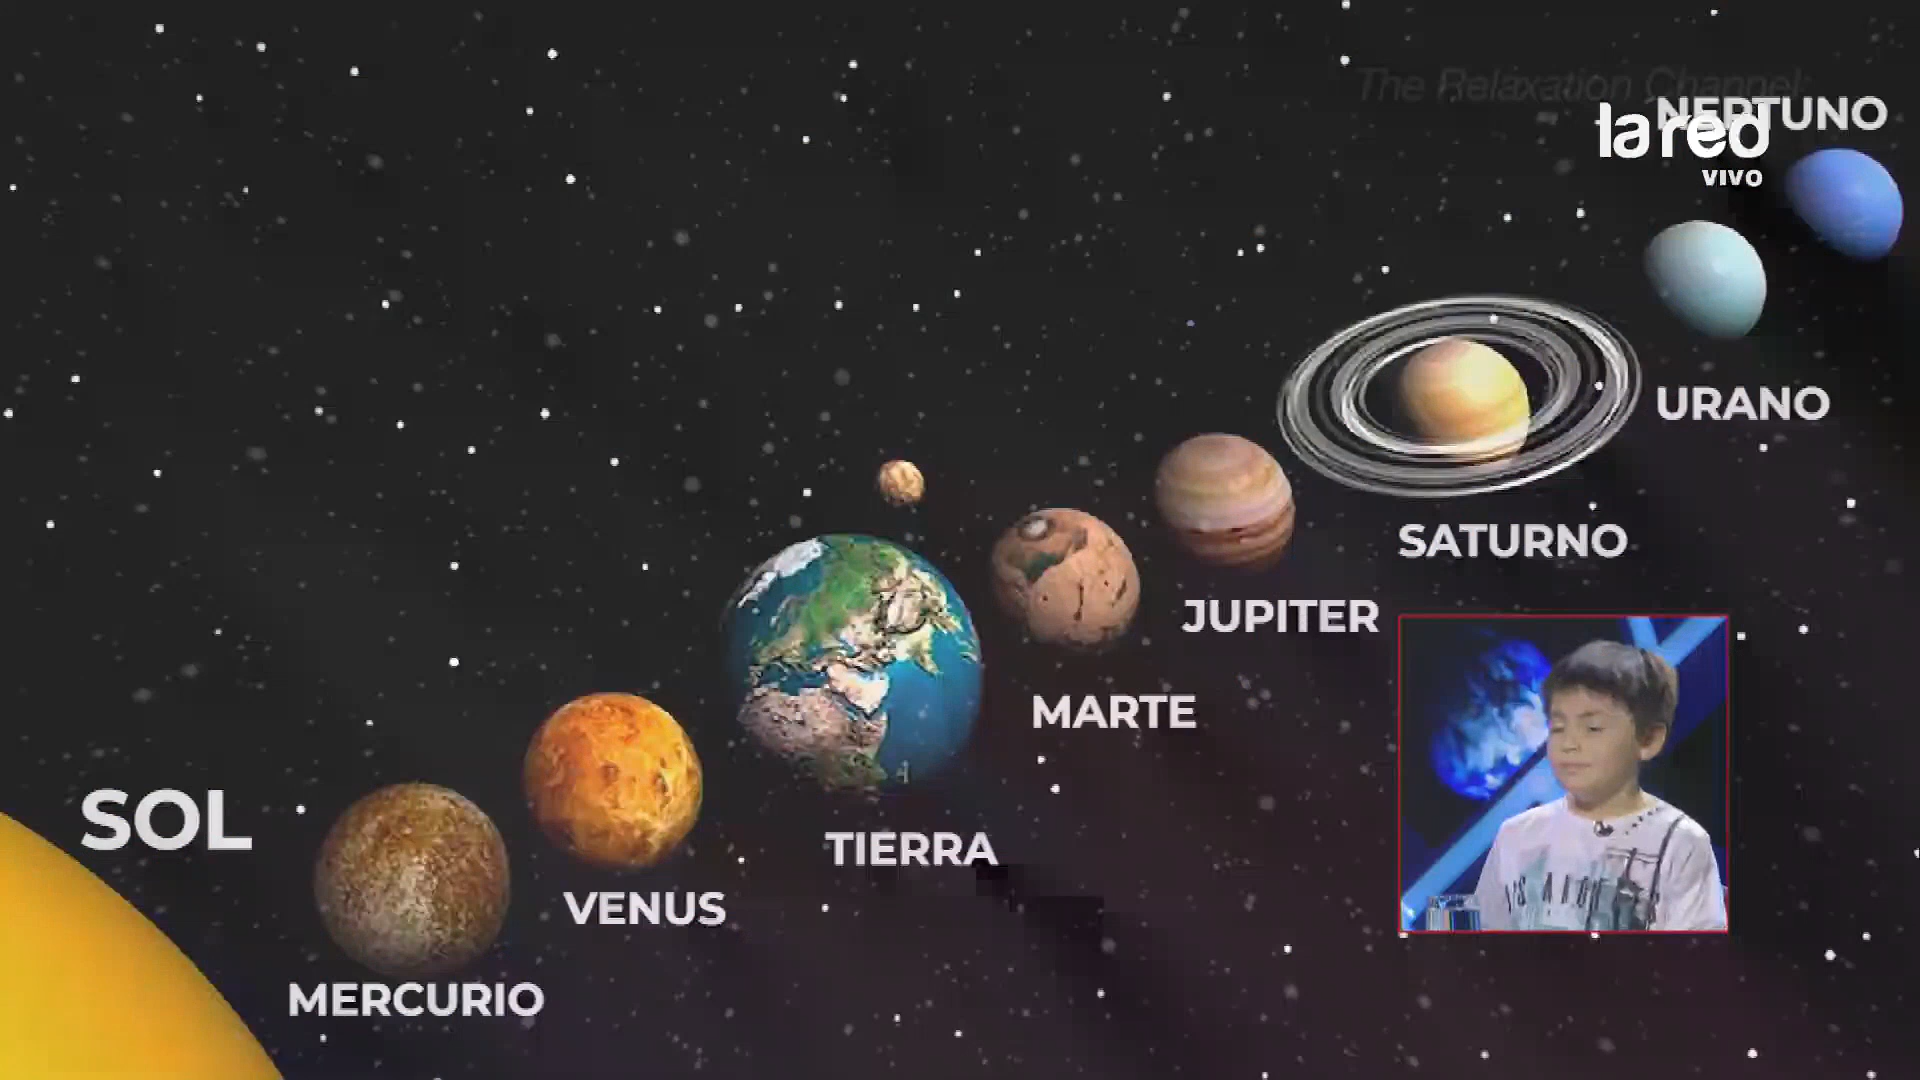 The Relaxation Channel
NEPTUNO
la red
VIVO
URANO
SATURNO
JUPITER
MARTE
SOL
TIERRA
VENUS
MERCURIO